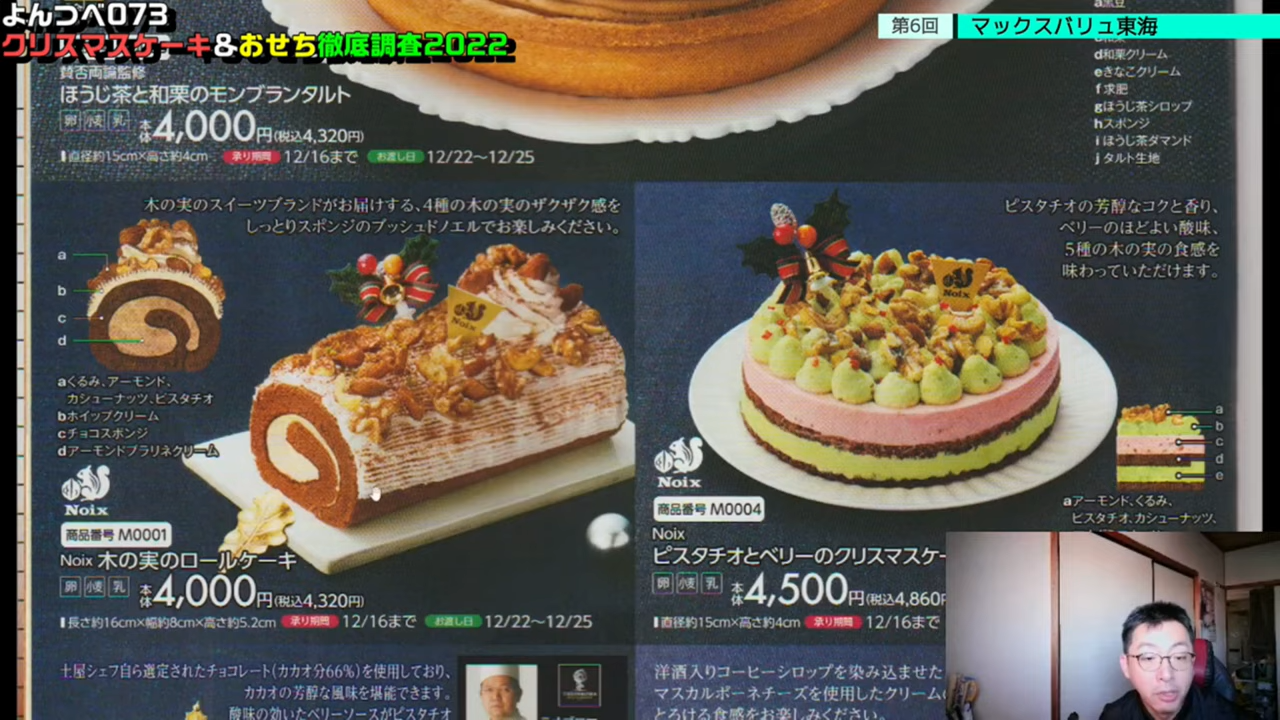 よんつべ073
クリスマスケーキ&おせち徹底調査2022
第6回 マックスバリュ東海
賛否両論監修
ほうじ茶と和栗のモンブランタルト
卵 小麦 乳 本体4,000円(税込4,320円)
直径約15cm×高さ約4cm 承り期間 12/16まで お渡し日 12/22〜12/25
d和栗クリーム
eきなこクリーム
f求肥
gほうじ茶シロップ
hスポンジ
iほうじ茶ダマンド
jタルト生地
木の実のスイーツブランドがお届けする、4種の木の実のザクザク感を
しっとりスポンジのブッシュドノエルでお楽しみください。
a
b
c
d
aくるみ、アーモンド、
カシューナッツ、ピスタチオ
bホイップクリーム
cチョコスポンジ
dアーモンドプラリネクリーム
Noix
Noix
商品番号 M0001
Noix 木の実のロールケーキ
卵 小麦 乳 本体4,000円(税込4,320円)
長さ約16cm×幅約8cm×高さ約5.2cm 承り期間 12/16まで お渡し日 12/22〜12/25
ピスタチオの芳醇なコクと香り、
ベリーのほどよい酸味、
5種の木の実の食感を
味わっていただけます。
Noix
a
b
c
d
e
aアーモンド、くるみ、
ピスタチオ、カシューナッツ、
Noix
商品番号 M0004
Noix
ピスタチオとベリーのクリスマスケー
卵 小麦 乳 本体4,500円(税込4,860円
直径約15cm×高さ約4cm 承り期間 12/16まで
土屋シェフ自ら選定されたチョコレート(カカオ分66%)を使用しており、
カカオの芳醇な風味を堪能できます。
酸味の効いたベリーソースがピスタチオ
洋酒入りコーヒーシロップを染み込ませた
マスカルポーネチーズを使用したクリームの
とろける食感をお楽しみください。